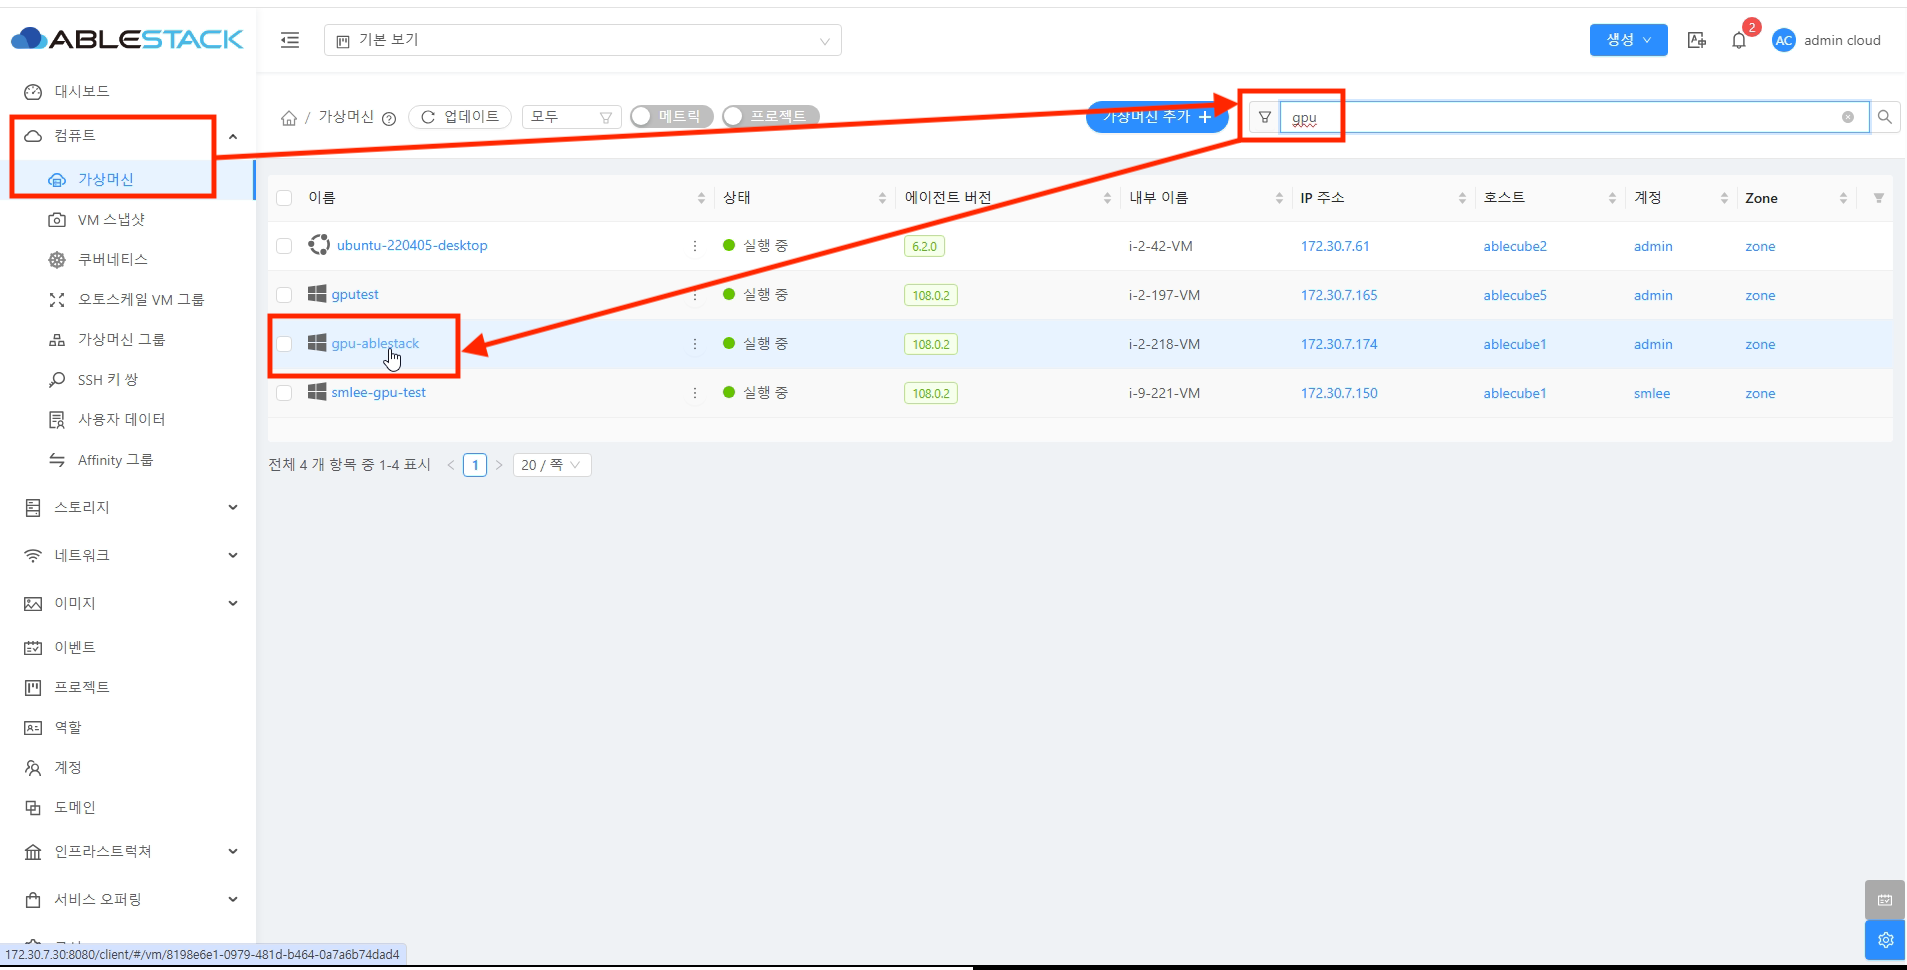 ABLESTACK
기본 보기
생성
2
AC admin cloud
대시보드
컴퓨트
가상머신
VM 스냅샷
쿠버네티스
오토스케일 VM 그룹
가상머신 그룹
SSH 키 쌍
사용자 데이터
Affinity 그룹
스토리지
네트워크
이미지
이벤트
프로젝트
역할
계정
도메인
인프라스트럭쳐
서비스 오퍼링
/ 가상머신 업데이트 모두 메트릭 프로젝트 가상머신 추가 + gpu
이름 상태 에이전트 버전 내부 이름 IP 주소 호스트 계정 Zone
ubuntu-220405-desktop 실행 중 6.2.0 i-2-42-VM 172.30.7.61 ablecube2 admin zone
gputest 실행 중 108.0.2 i-2-197-VM 172.30.7.165 ablecube5 admin zone
gpu-ablestack 실행 중 108.0.2 i-2-218-VM 172.30.7.174 ablecube1 admin zone
smlee-gpu-test 실행 중 108.0.2 i-9-221-VM 172.30.7.150 ablecube1 smlee zone
전체 4 개 항목 중 1-4 표시 < 1 > 20 / 쪽
172.30.7.30:8080/client/#/vm/8198e6e1-0979-481d-b464-0a7a6b74dad4